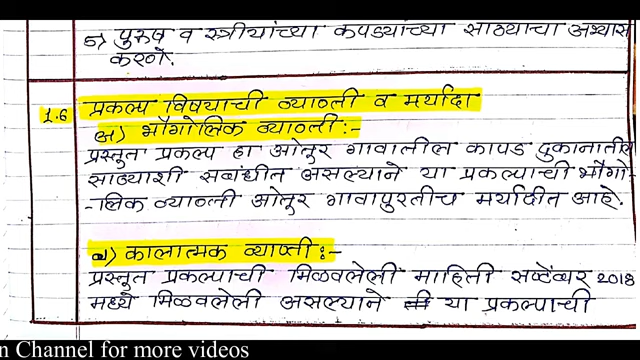 ५) पुरुष व स्त्रीयांच्या कपड्यांच्या साठ्याचा अभ्यास
करणे.
1.6 प्रकल्प विषयाची व्याप्ती व मर्यादा
अ) भौगोलिक व्याप्ती:-
प्रस्तुत प्रकल्प हा ओतुर गावातील कापड दुकानातील
साठ्याशी सबंधीत असल्याने या प्रकल्पाची भौगो-
-लिक व्याप्ती ओतुर गावापुरतीच मर्यादीत आहे.
ब) कालात्मक व्याप्ती:-
प्रस्तुत प्रकल्पाची मिळवलेली माहिती सप्टेंबर 2018
मध्ये मिळवलेली असल्याने या प्रकल्पाची
n Channel for more videos